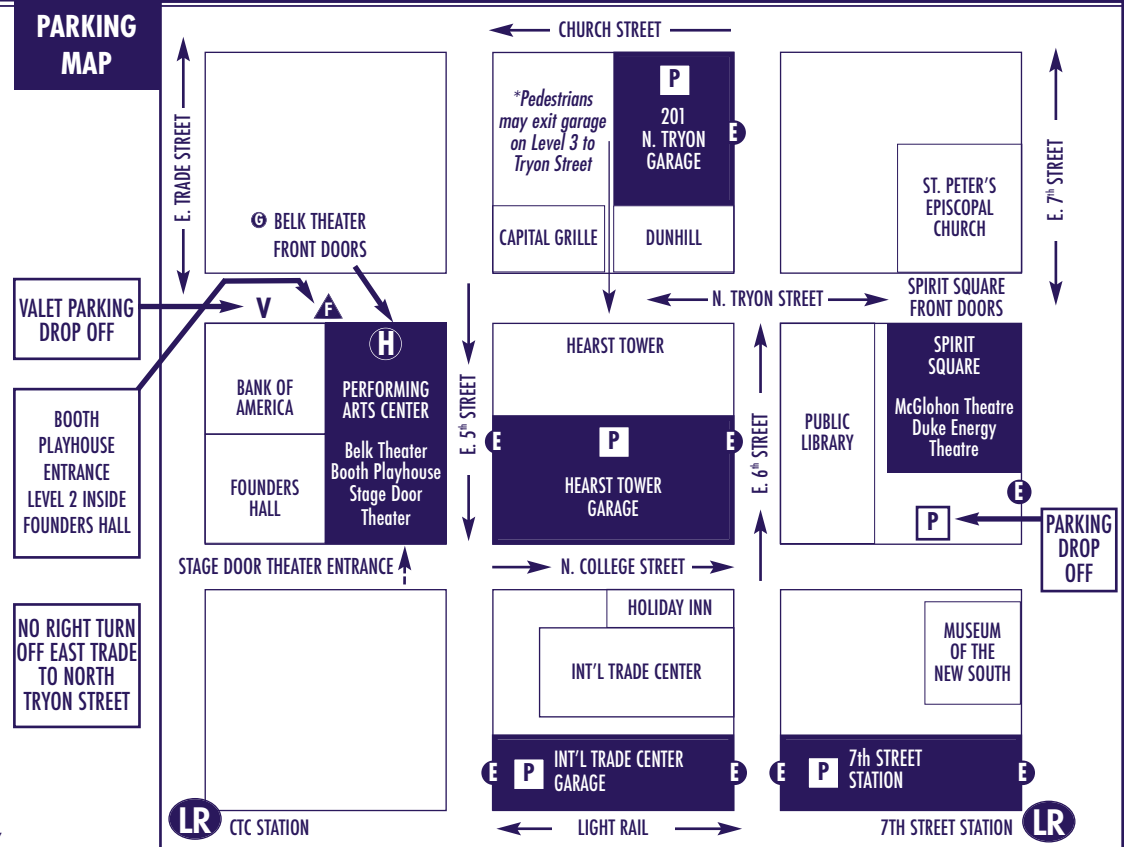 PARKING
MAP
CHURCH STREET
E. TRADE STREET
*Pedestrians
may exit garage
on Level 3 to
Tryon Street
P
201
N. TRYON
GARAGE
E
E. 7th STREET
ST. PETER'S
EPISCOPAL
CHURCH
G BELK THEATER
FRONT DOORS
CAPITAL GRILLE
DUNHILL
VALET PARKING
DROP OFF
V
F
N. TRYON STREET
SPIRIT SQUARE
FRONT DOORS
H
BANK OF
AMERICA
PERFORMING
ARTS CENTER
Belk Theater
Booth Playhouse
Stage Door
Theater
FOUNDERS
HALL
E. 5th STREET
HEARST TOWER
E
P
E
HEARST TOWER
GARAGE
E. 6th STREET
PUBLIC
LIBRARY
SPIRIT
SQUARE
McGlohon Theatre
Duke Energy
Theatre
E
P
PARKING
DROP
OFF
BOOTH
PLAYHOUSE
ENTRANCE
LEVEL 2 INSIDE
FOUNDERS HALL
STAGE DOOR THEATER ENTRANCE
N. COLLEGE STREET
NO RIGHT TURN
OFF EAST TRADE
TO NORTH
TRYON STREET
HOLIDAY INN
INT'L TRADE CENTER
MUSEUM
OF THE
NEW SOUTH
E
P
INT'L TRADE CENTER
GARAGE
E
E
P
7th STREET
STATION
E
LR CTC STATION
LIGHT RAIL
7TH STREET STATION LR